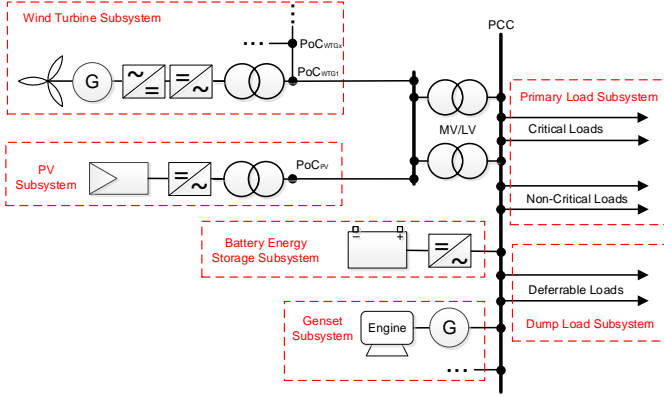 Wind Turbine Subsystem
PoCWTGx
PoCWTG1
G
PCC
Primary Load Subsystem
Critical Loads
MV/LV
Non-Critical Loads
PV
Subsystem
PoCPV
Battery Energy
Storage Subsystem
Deferrable Loads
Dump Load Subsystem
Genset
Subsystem
Engine
G